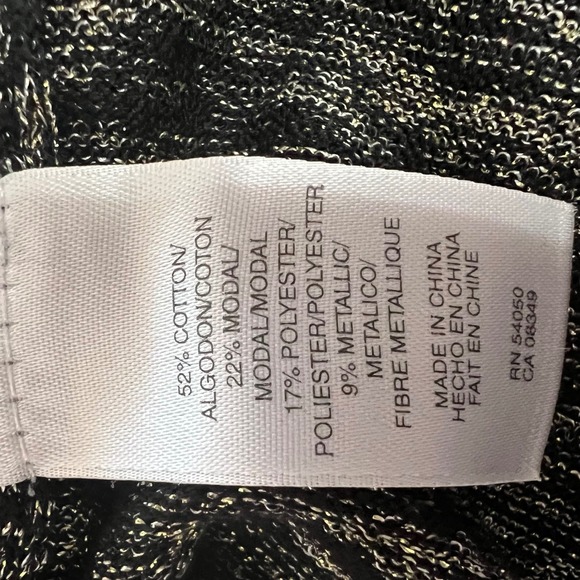 52% COTTON/
ALGODON/COTON
22% MODAL/
MODAL/MODAL
17% POLYESTER/
POLIESTER/POLYESTER
9% METALLIC/
METALICO/
FIBRE METALLIQUE
MADE IN CHINA
HECHO EN CHINA
FAIT EN CHINE
RN 54050
CA 08349